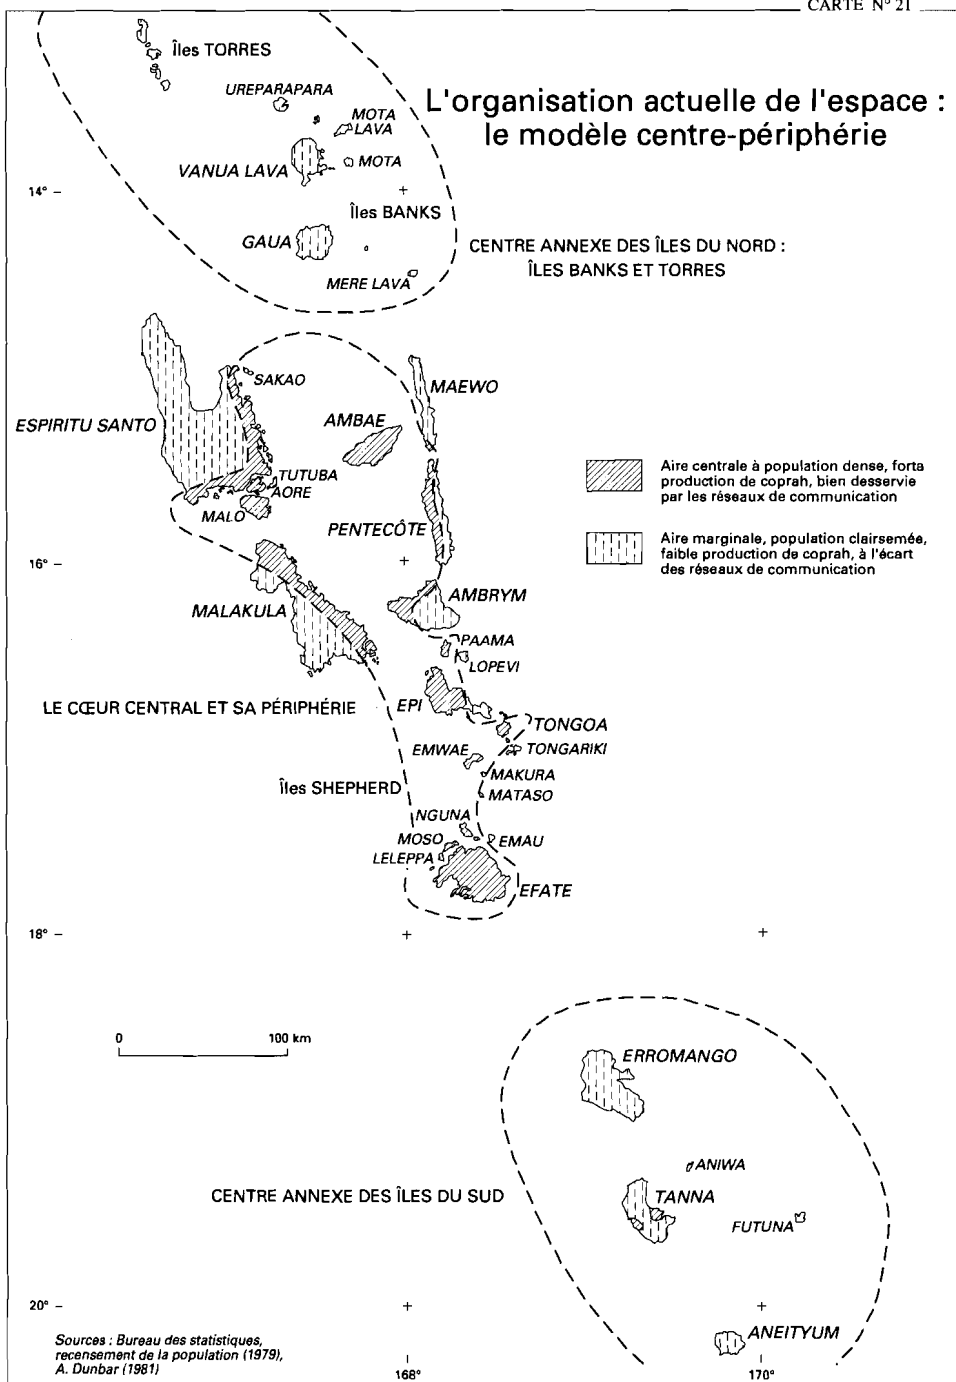 CARTE N° 21
L'organisation actuelle de l'espace :
le modèle centre-périphérie
Îles TORRES
UREPARAPARA
MOTA
LAVA
VANUA LAVA
MOTA
14°
Îles BANKS
GAUA
MERE LAVA
CENTRE ANNEXE DES ÎLES DU NORD :
ÎLES BANKS ET TORRES
SAKAO
MAEWO
ESPIRITU SANTO
AMBAE
TUTUBA
AORE
MALO
PENTECÔTE
Aire centrale à population dense, forta
production de coprah, bien desservie
par les réseaux de communication
Aire marginale, population clairsemée,
faible production de coprah, à l'écart
des réseaux de communication
16°
MALAKULA
AMBRYM
PAAMA
LOPEVI
LE CŒUR CENTRAL ET SA PÉRIPHÉRIE
EPI
TONGOA
EMWAE
TONGARIKI
MAKURA
Îles SHEPHERD
MATASO
NGUNA
MOSO
EMAU
LELEPPA
EFATE
18°
0 100 km
ERROMANGO
ANIWA
CENTRE ANNEXE DES ÎLES DU SUD
TANNA
FUTUNA
20°
ANEITYUM
Sources : Bureau des statistiques,
recensement de la population (1979),
A. Dunbar (1981)
168°
170°